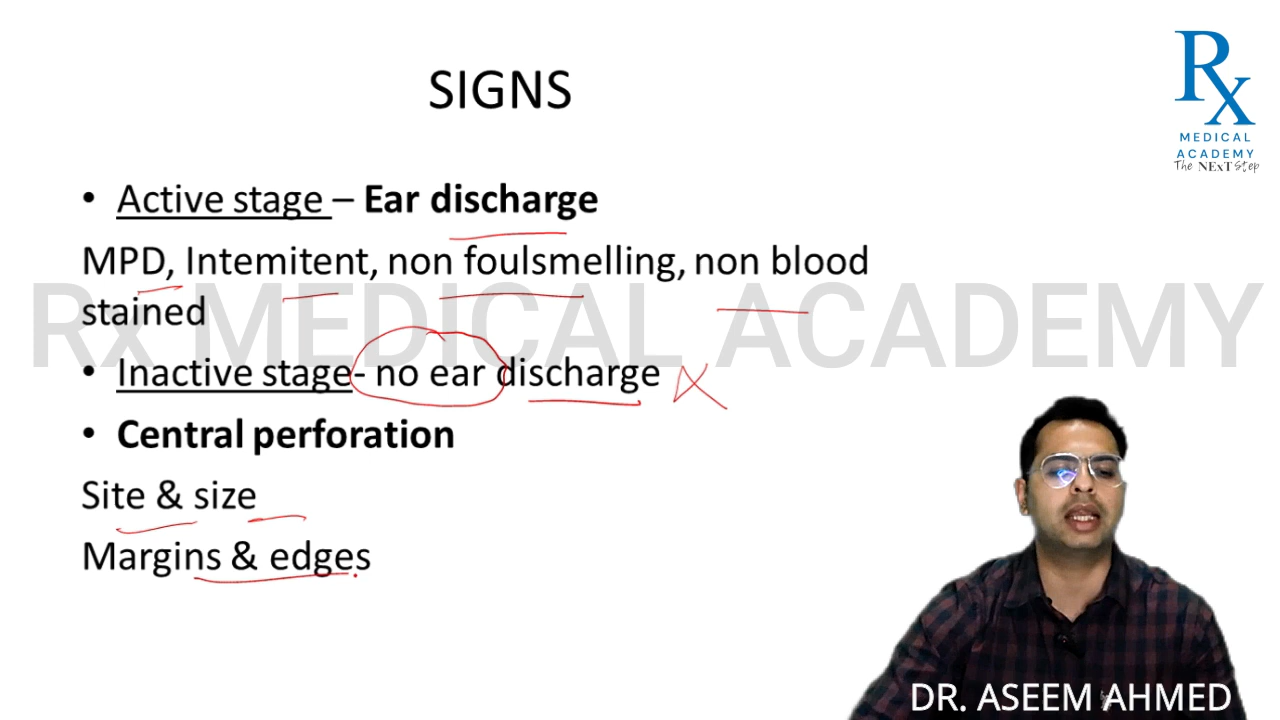 SIGNS
Rx
MEDICAL
ACADEMY
The NExT Step
• Active stage – Ear discharge
MPD, Intemitent, non foulsmelling, non blood
stained
Rx MEDICAL ACADEMY
• Inactive stage- no ear discharge
• Central perforation
Site & size
Margins & edges
DR. ASEEM AHMED